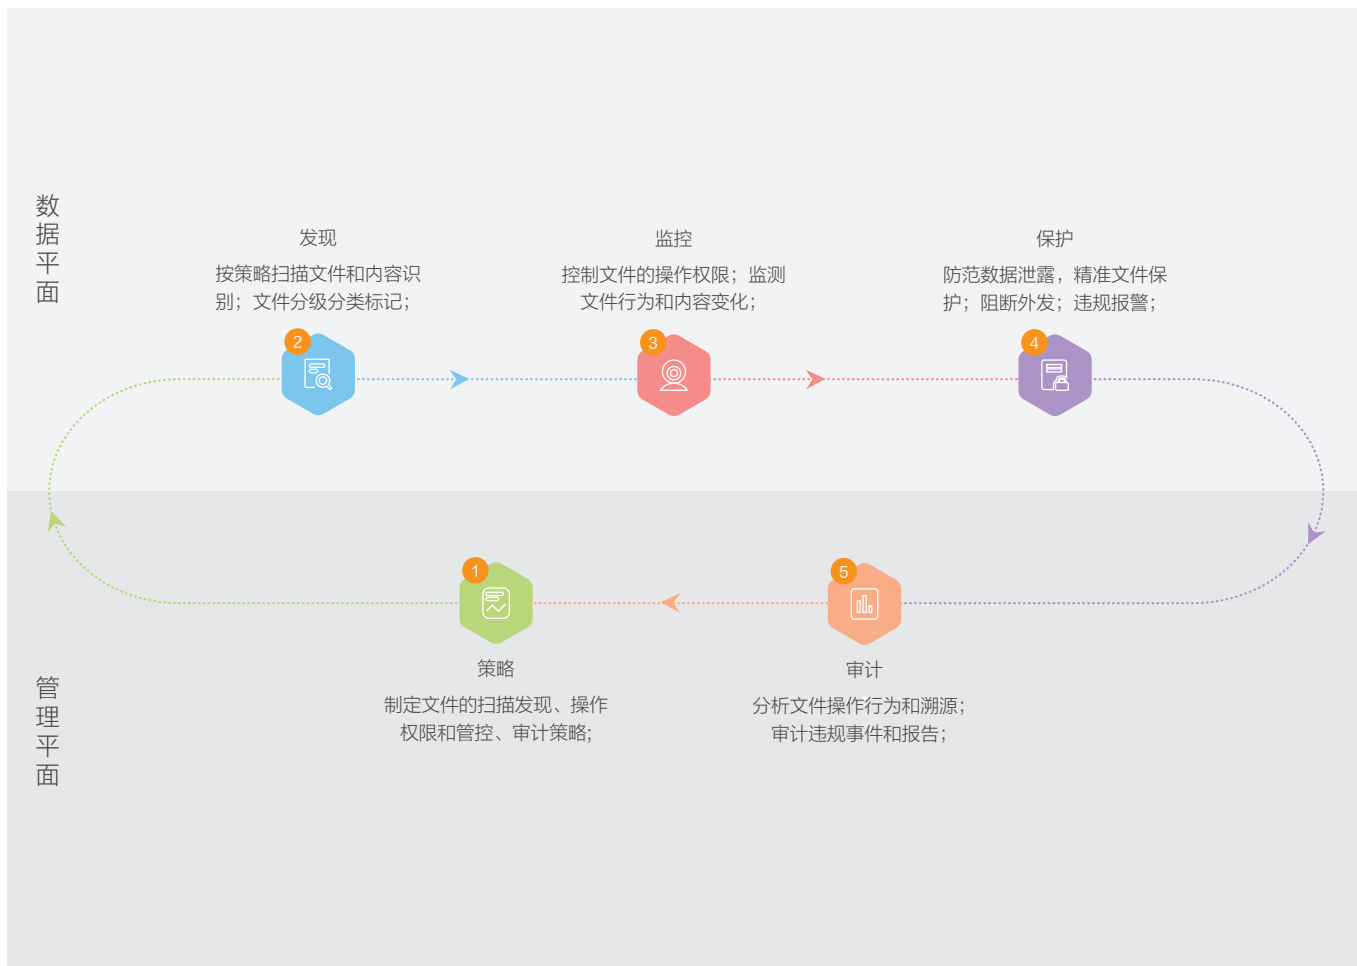 数据平面
发现
按策略扫描文件和内容识
别；文件分级分类标记；
2
监控
控制文件的操作权限；监测
文件行为和内容变化；
3
保护
防范数据泄露，精准文件保
护；阻断外发；违规报警；
4
管理平面
1
策略
制定文件的扫描发现、操作
权限和管控、审计策略;
5
审计
分析文件操作行为和溯源；
审计违规事件和报告；